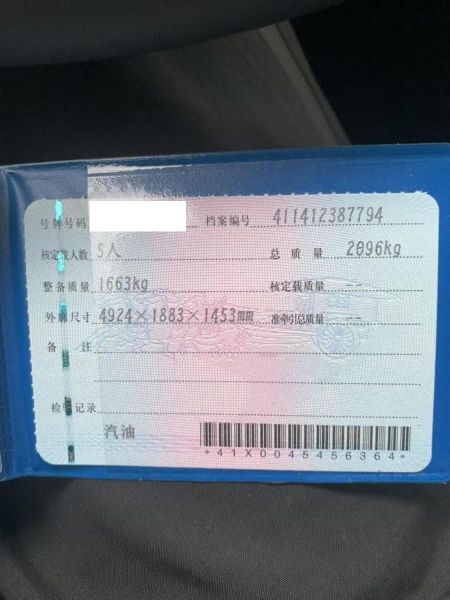 号牌号码 档案编号 411412387794
核定载人数 5人 总质量 2096kg
整备质量 1663kg 核定载质量 --
外廓尺寸 4924×1883×1453mm 准牵引总质量 --
备注
检验记录
汽油
*41X0045456364*